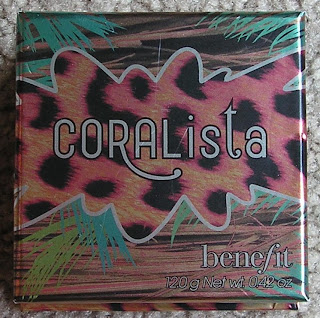 CORALista
benefit
12.0 g Net wt. 0.42 oz